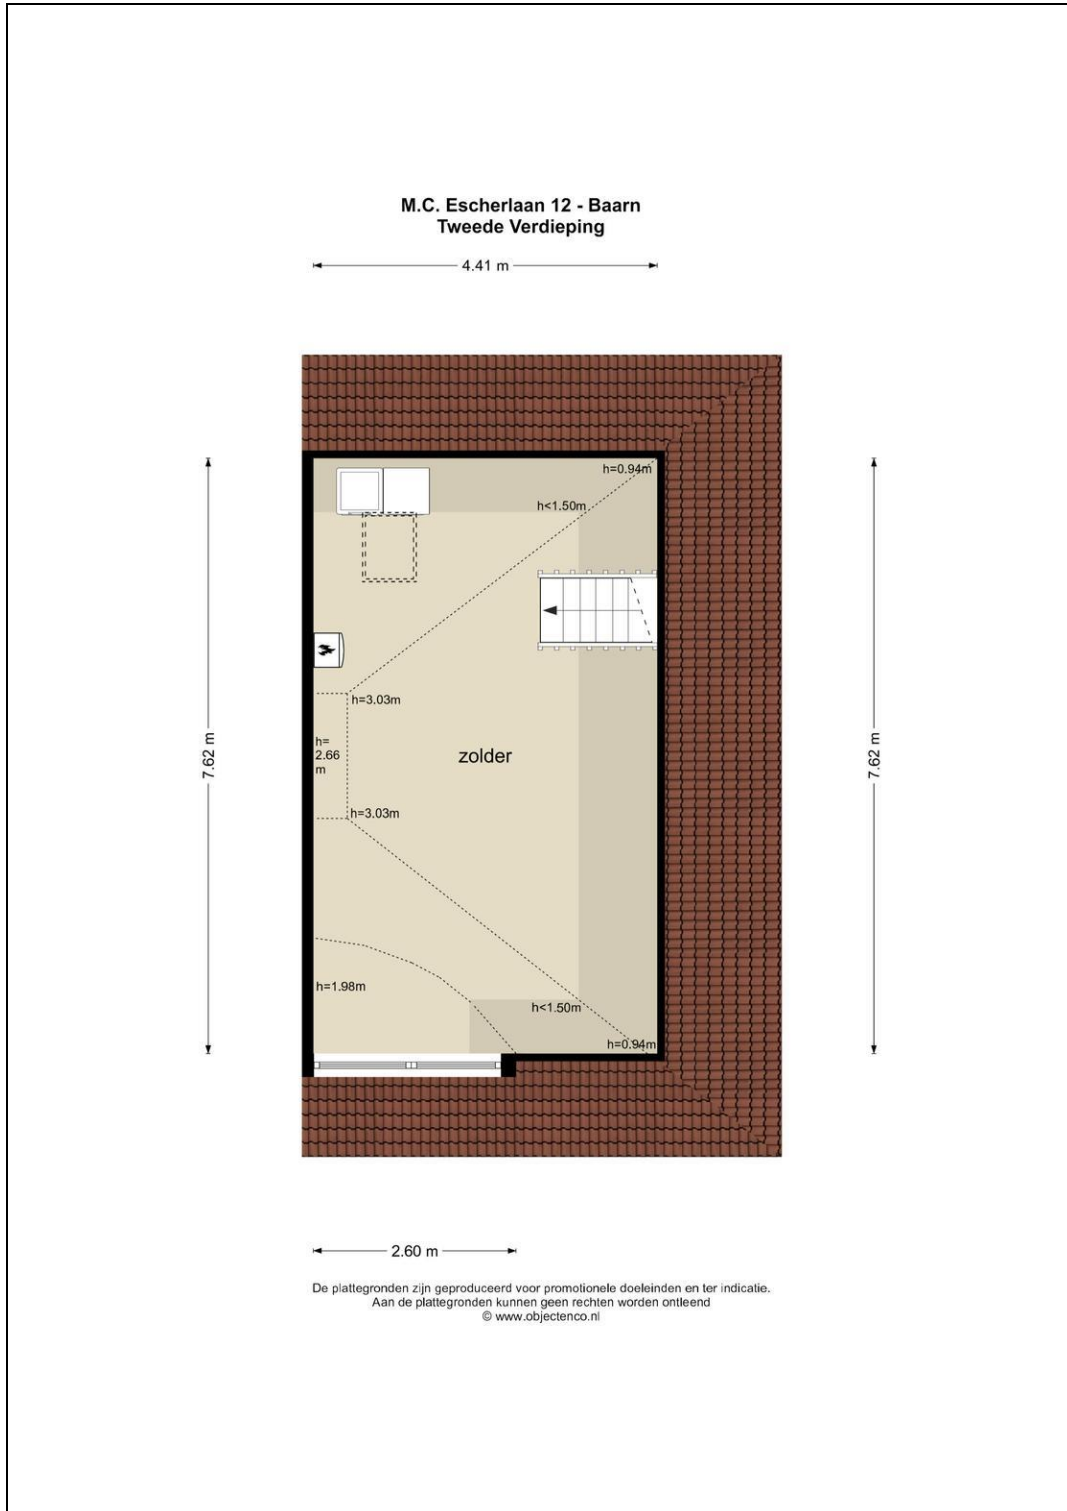 M.C. Escherlaan 12 - Baarn
Tweede Verdieping
4.41 m
h=0.94m
h<1.50m
h=3.03m
h=
2.66
m
zolder
7.62 m
7.62 m
h=3.03m
h=1.98m
h<1.50m
h=0.94m
2.60 m
De plattegronden zijn geproduceerd voor promotionele doeleinden en ter indicatie.
Aan de plattegronden kunnen geen rechten worden ontleend
© www.objectenco.nl